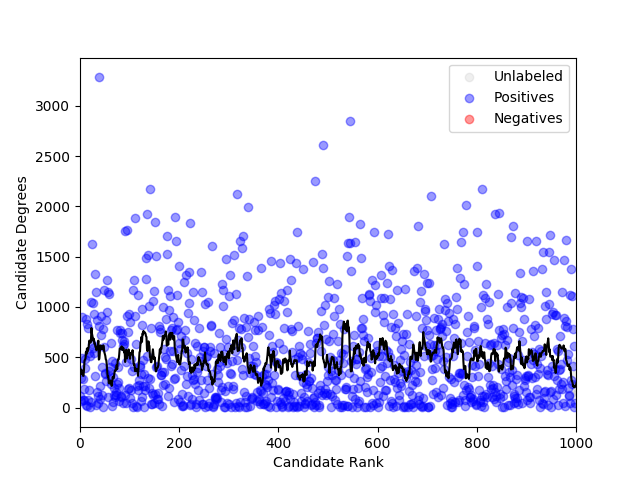 Unlabeled
Positives
Negatives
3000
2500
2000
1500
1000
500
0
Candidate Degrees
0 200 400 600 800 1000
Candidate Rank